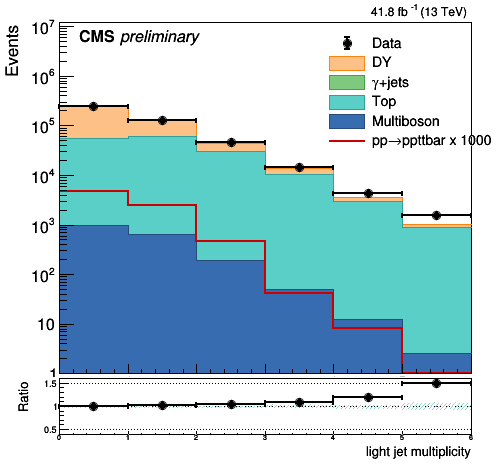 41.8 fb⁻¹ (13 TeV)
CMS preliminary
Events
10⁷
10⁶
10⁵
10⁴
10³
10²
10
1
Data
DY
γ+jets
Top
Multiboson
pp→ppttbar x 1000
Ratio
1.5
1
0.5
0 1 2 3 4 5 6
light jet multiplicity